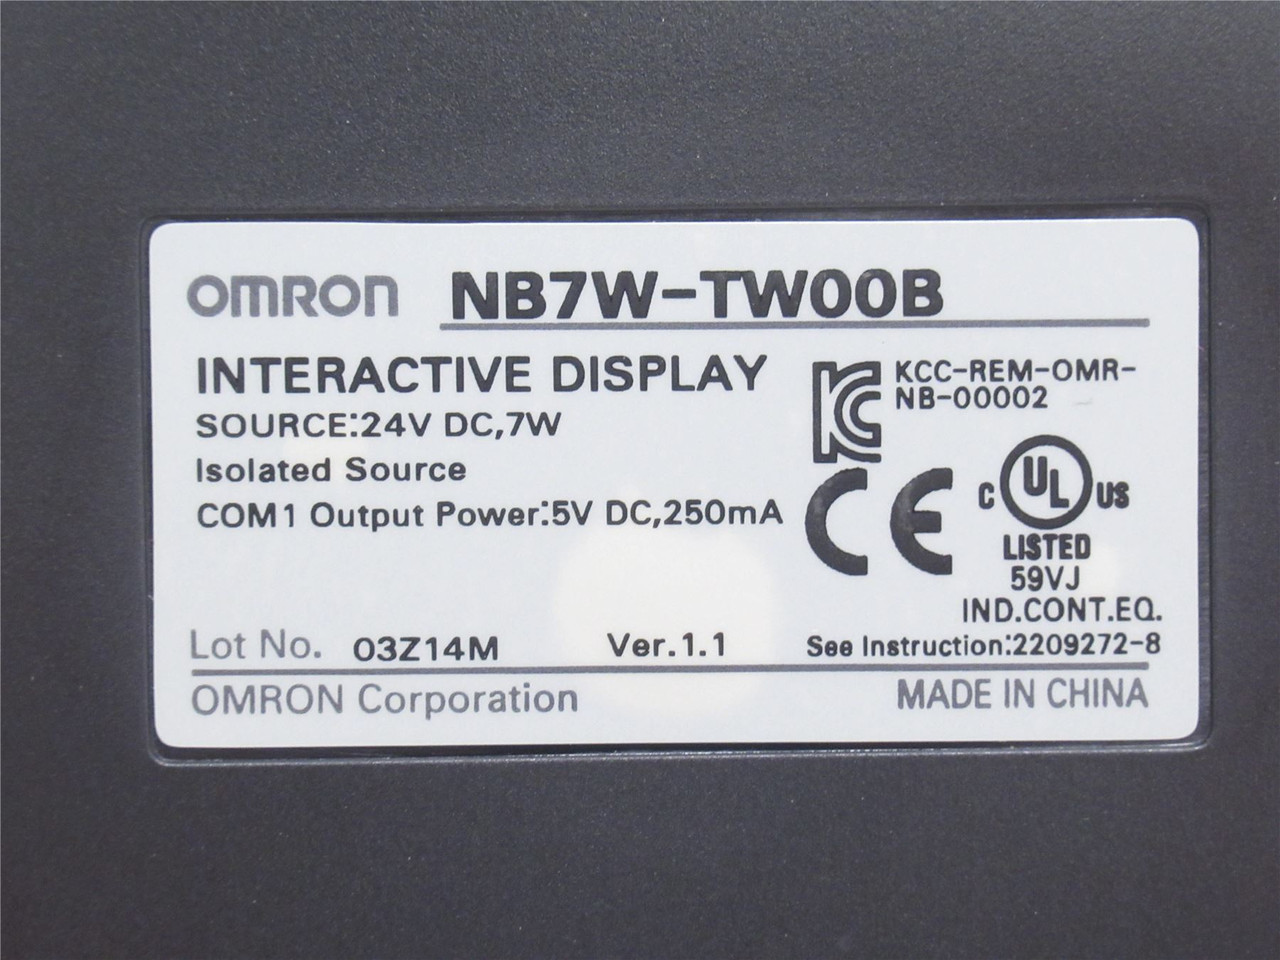 OMRON NB7W-TW00B
INTERACTIVE DISPLAY
SOURCE:24V DC,7W
Isolated Source
COM1 Output Power:5V DC,250mA
KCC-REM-OMR-
NB-00002
CE
C UL US
LISTED
59VJ
IND.CONT.EQ.
Lot No. 03Z14M Ver.1.1 See Instruction:2209272-8
OMRON Corporation MADE IN CHINA